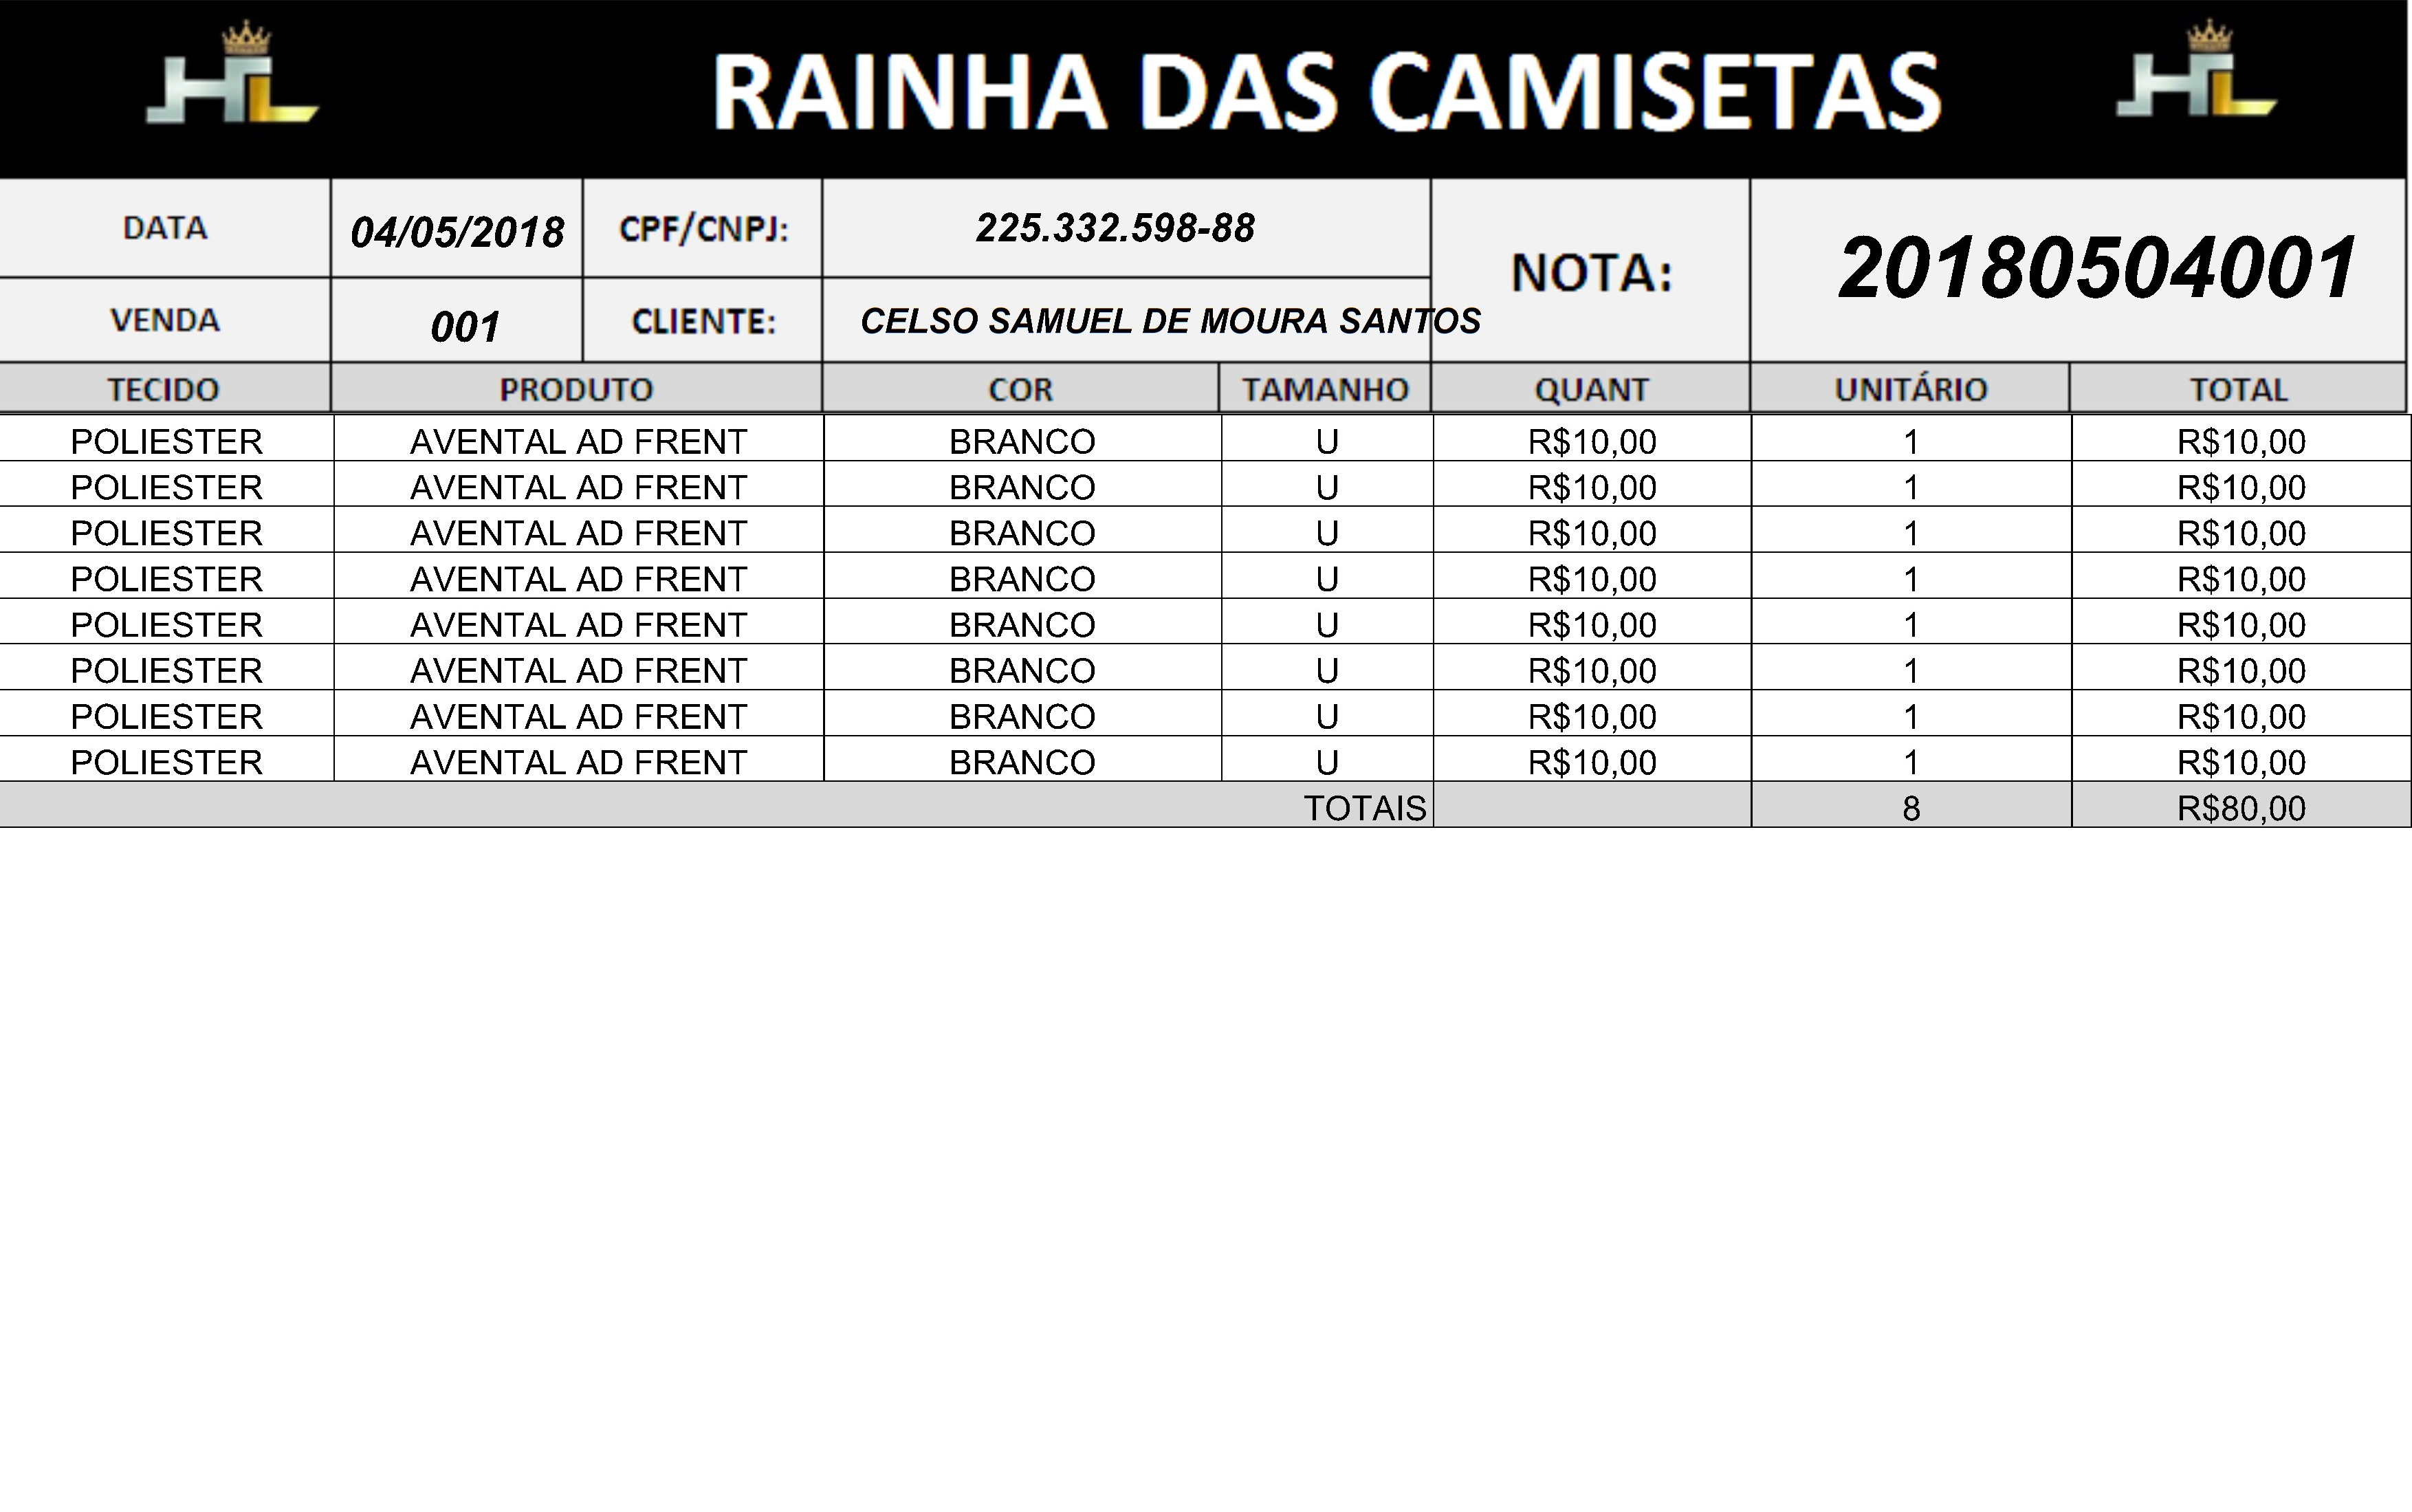 HL RAINHA DAS CAMISETAS HL
DATA 04/05/2018 CPF/CNPJ: 225.332.598-88 NOTA: 20180504001
VENDA 001 CLIENTE: CELSO SAMUEL DE MOURA SANTOS
TECIDO PRODUTO COR TAMANHO QUANT UNITÁRIO TOTAL
POLIESTER AVENTAL AD FRENT BRANCO U R$10,00 1 R$10,00
POLIESTER AVENTAL AD FRENT BRANCO U R$10,00 1 R$10,00
POLIESTER AVENTAL AD FRENT BRANCO U R$10,00 1 R$10,00
POLIESTER AVENTAL AD FRENT BRANCO U R$10,00 1 R$10,00
POLIESTER AVENTAL AD FRENT BRANCO U R$10,00 1 R$10,00
POLIESTER AVENTAL AD FRENT BRANCO U R$10,00 1 R$10,00
POLIESTER AVENTAL AD FRENT BRANCO U R$10,00 1 R$10,00
POLIESTER AVENTAL AD FRENT BRANCO U R$10,00 1 R$10,00
TOTAIS 8 R$80,00